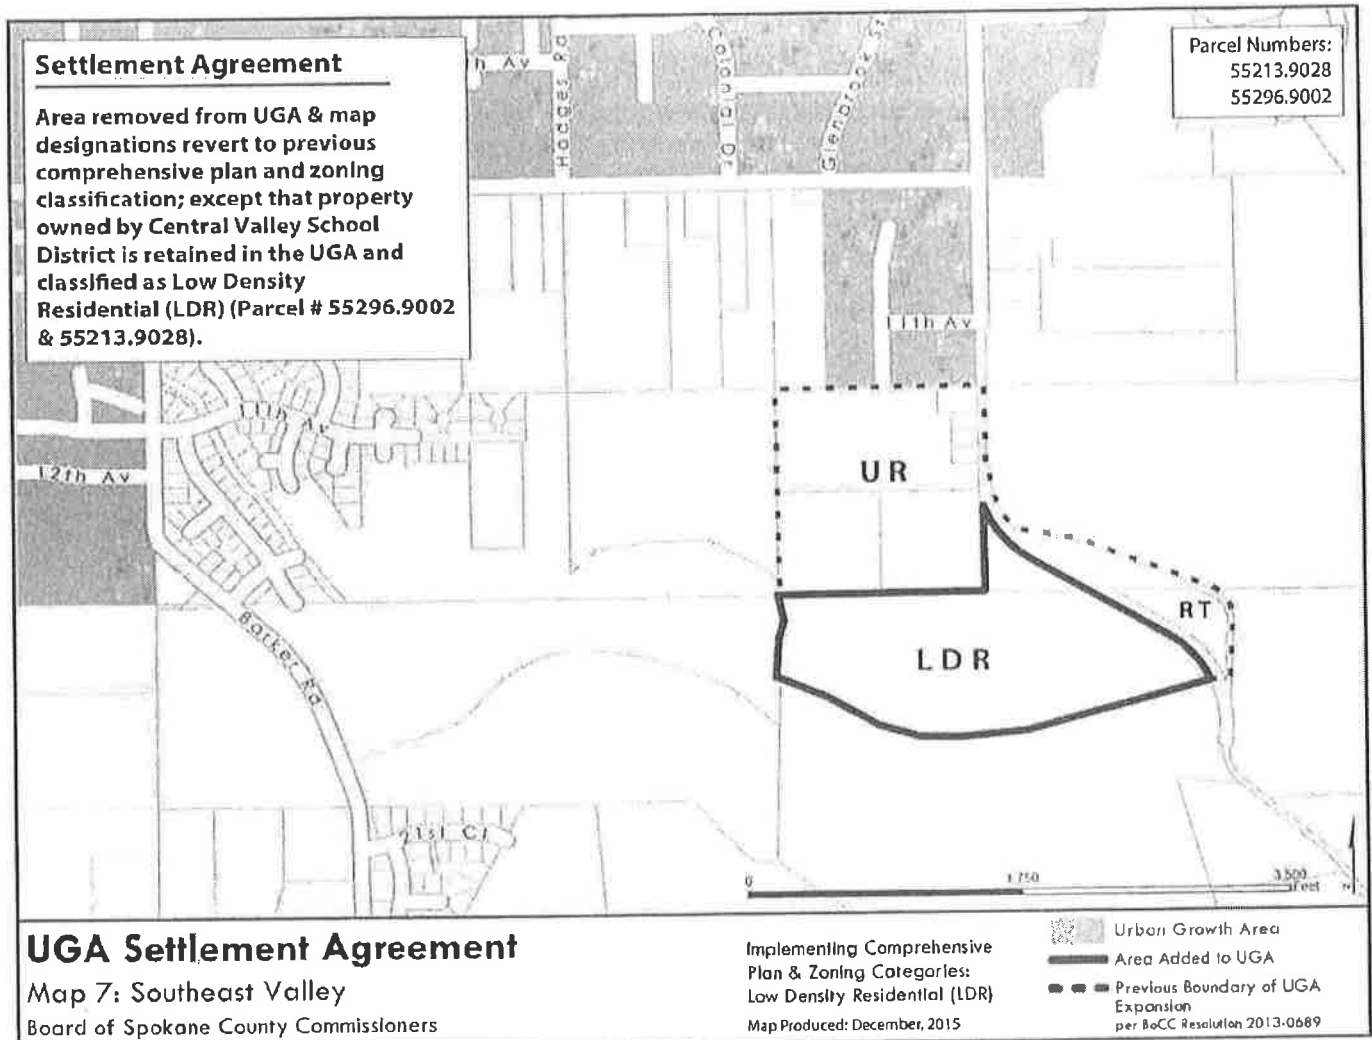 Settlement Agreement
Area removed from UGA & map
designations revert to previous
comprehensive plan and zoning
classification; except that property
owned by Central Valley School
District is retained in the UGA and
classified as Low Density
Residential (LDR) (Parcel # 55296.9002
& 55213.9028).
Parcel Numbers:
55213.9028
55296.9002
th Av
Hodges Rd
Colonial Dr
Glenbrook St
11th Av
11th Av
12th Av
UR
RT
LDR
Barker Rd
21st Ct
0 1,750 3,500
Feet
N
UGA Settlement Agreement
Map 7: Southeast Valley
Board of Spokane County Commissioners
Implementing Comprehensive
Plan & Zoning Categories:
Low Density Residential (LDR)
Map Produced: December, 2015
Urban Growth Area
Area Added to UGA
Previous Boundary of UGA
Expansion
per BoCC Resolution 2013-0689